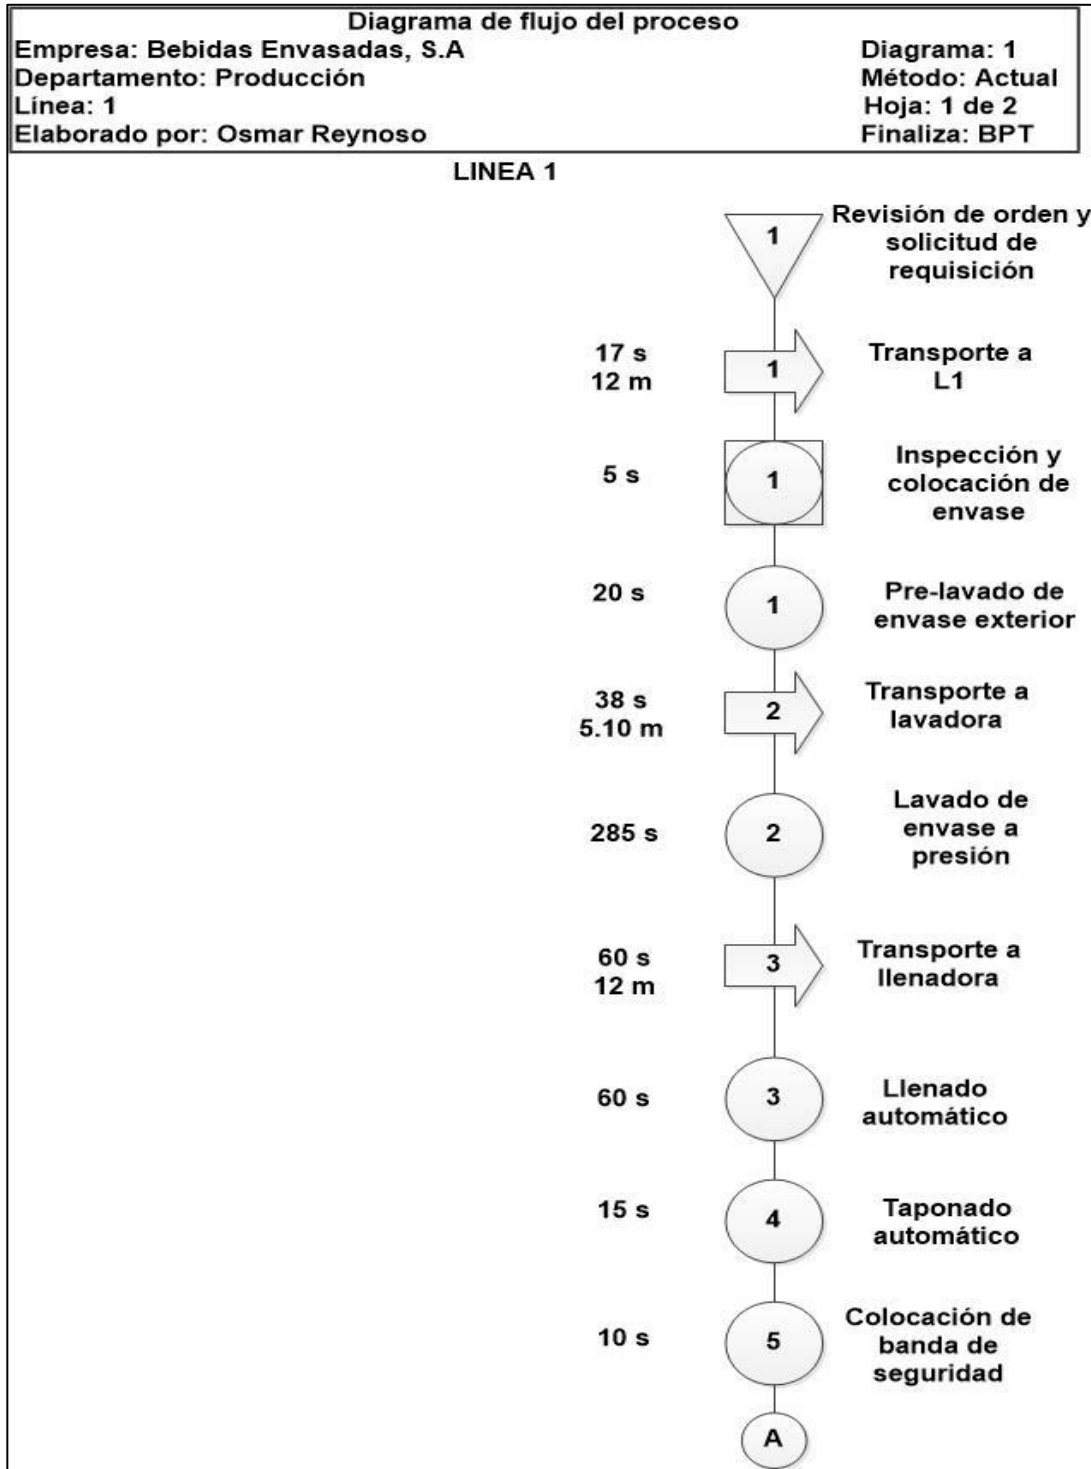 Diagrama de flujo del proceso
Empresa: Bebidas Envasadas, S.A
Diagrama: 1
Departamento: Producción
Método: Actual
Línea: 1
Hoja: 1 de 2
Elaborado por: Osmar Reynoso
Finaliza: BPT
LINEA 1
1
Revisión de orden y
solicitud de
requisición
17 s
12 m
1
Transporte a
L1
5 s
1
Inspección y
colocación de
envase
20 s
1
Pre-lavado de
envase exterior
38 s
5.10 m
2
Transporte a
lavadora
285 s
2
Lavado de
envase a
presión
60 s
12 m
3
Transporte a
llenadora
60 s
3
Llenado
automático
15 s
4
Taponado
automático
10 s
5
Colocación de
banda de
seguridad
A